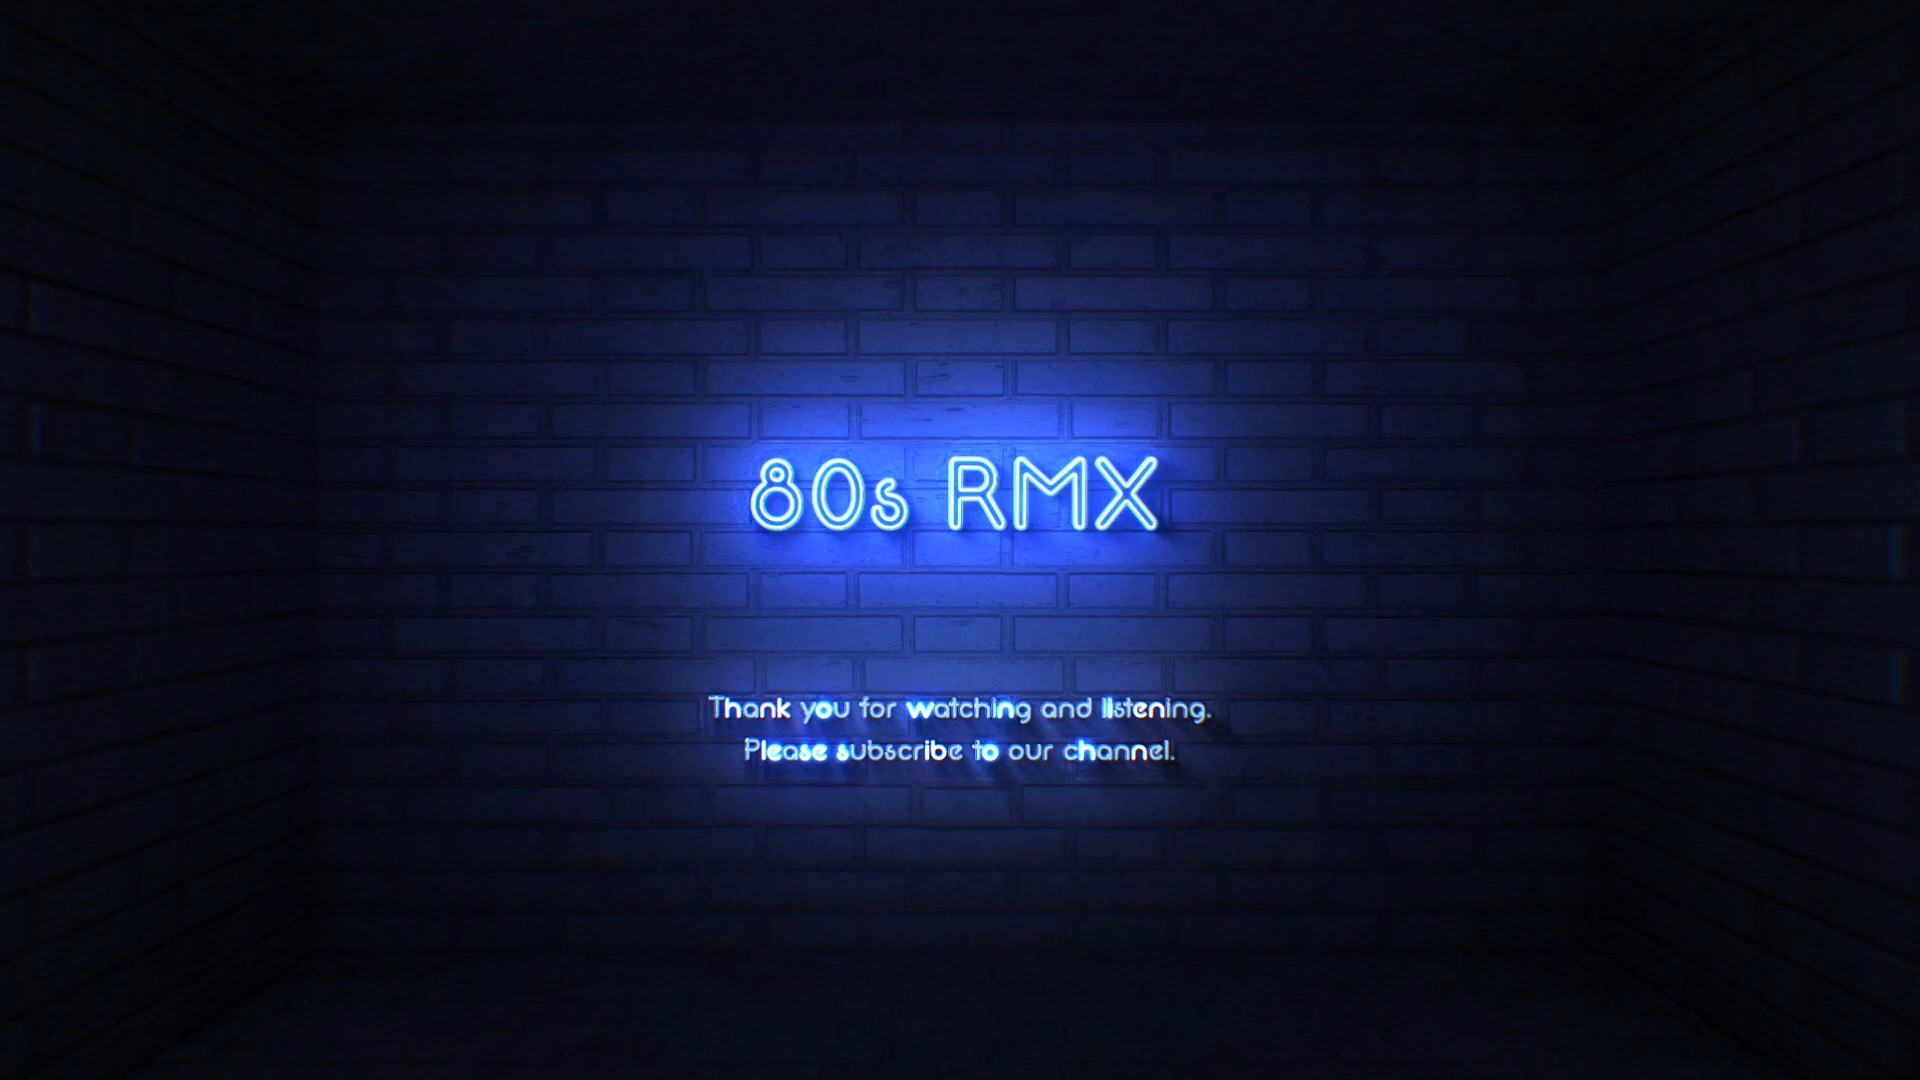 80s RMX
Thank you for watching and listening.
Please subscribe to our channel.